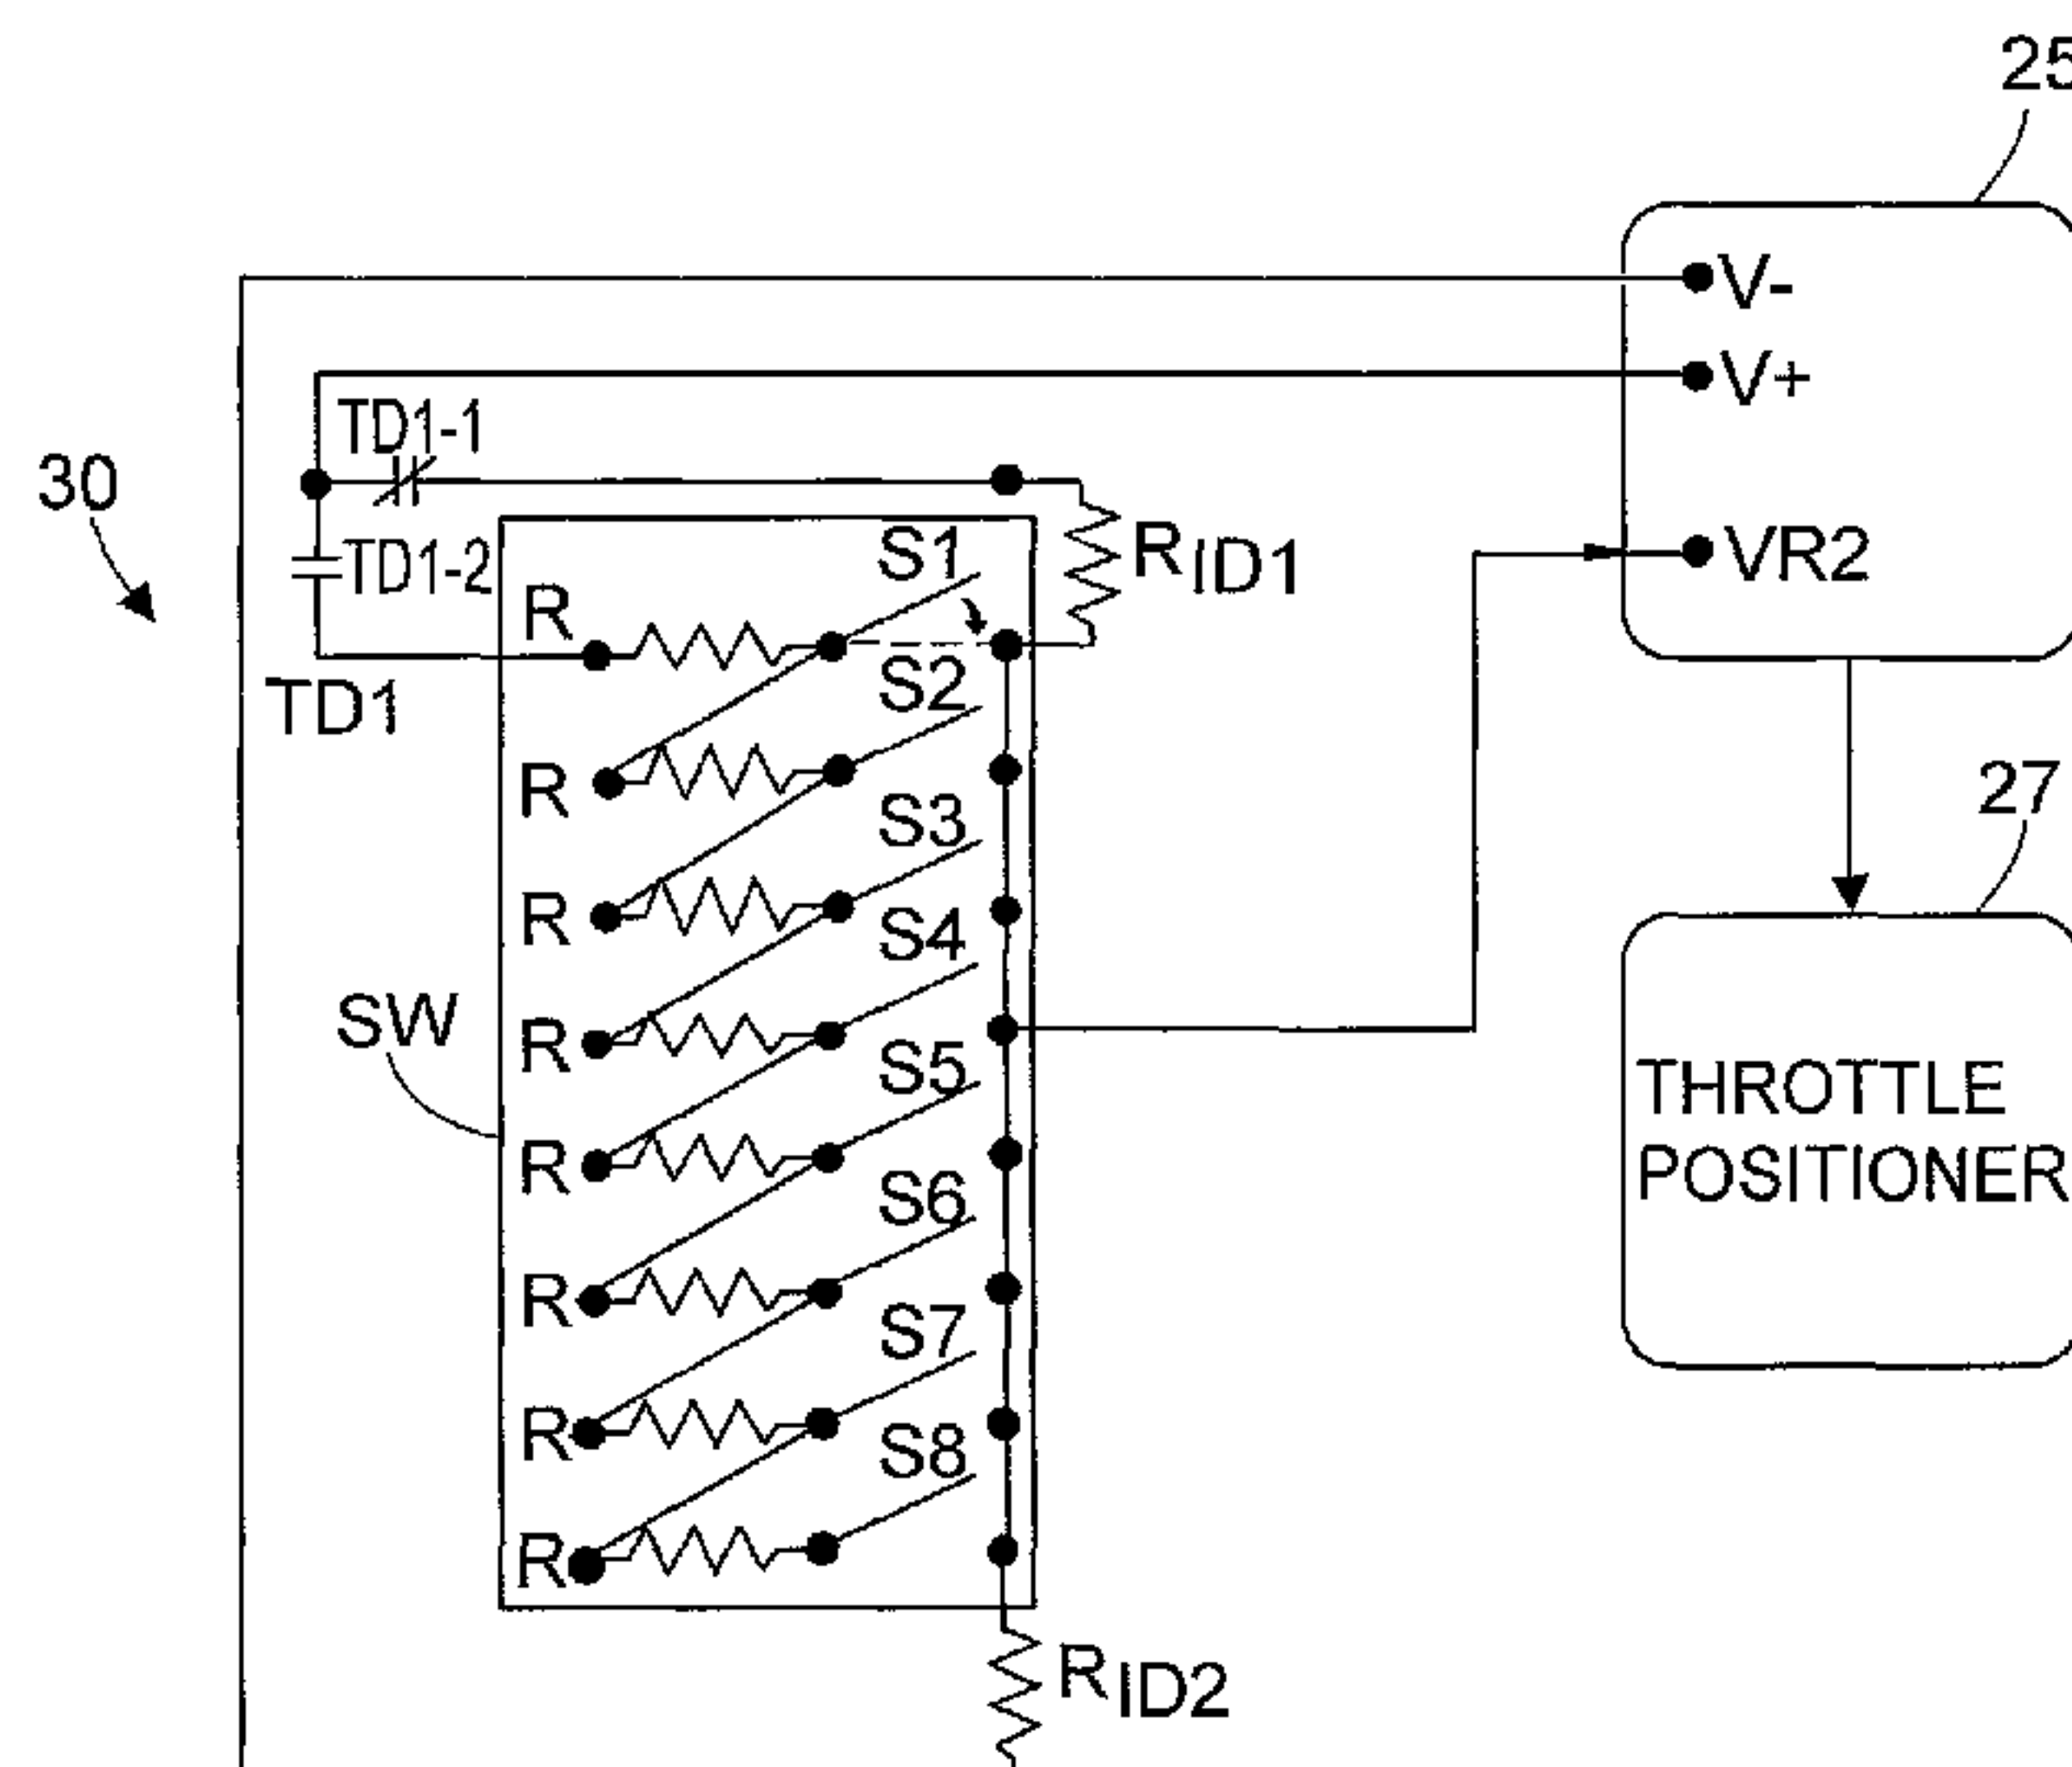 25
V-
V+
TD1-1
30
TD1-2
S1
RID1
VR2
R
S2
TD1
R
S3
27
R
S4
SW
R
S5
THROTTLE
POSITIONER
R
S6
R
S7
R
S8
R
RID2